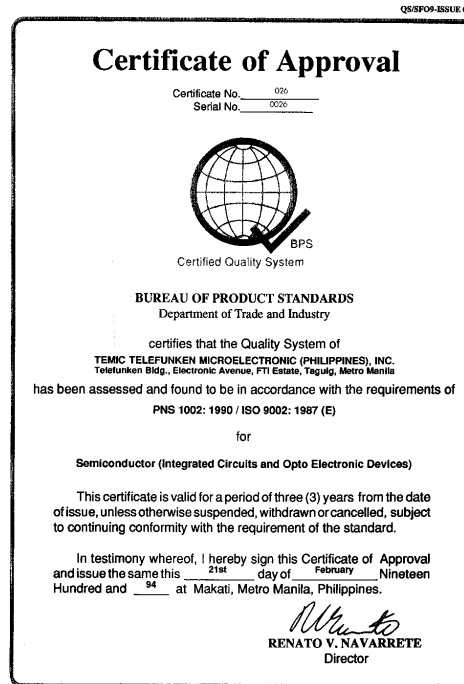 QS/SFO9-ISSUE
Certificate of Approval
Certificate No. 026
Serial No. 0026
BPS
Certified Quality System
BUREAU OF PRODUCT STANDARDS
Department of Trade and Industry
certifies that the Quality System of
TEMIC TELEFUNKEN MICROELECTRONIC (PHILIPPINES), INC.
Telefunken Bldg., Electronic Avenue, FTI Estate, Taguig, Metro Manila
has been assessed and found to be in accordance with the requirements of
PNS 1002: 1990 / ISO 9002: 1987 (E)
for
Semiconductor (Integrated Circuits and Opto Electronic Devices)
This certificate is valid for a period of three (3) years from the date
of issue, unless otherwise suspended, withdrawn or cancelled, subject
to continuing conformity with the requirement of the standard.
In testimony whereof, I hereby sign this Certificate of Approval
and issue the same this 21st day of February Nineteen
Hundred and 94 at Makati, Metro Manila, Philippines.
RENATO V. NAVARRETE
Director